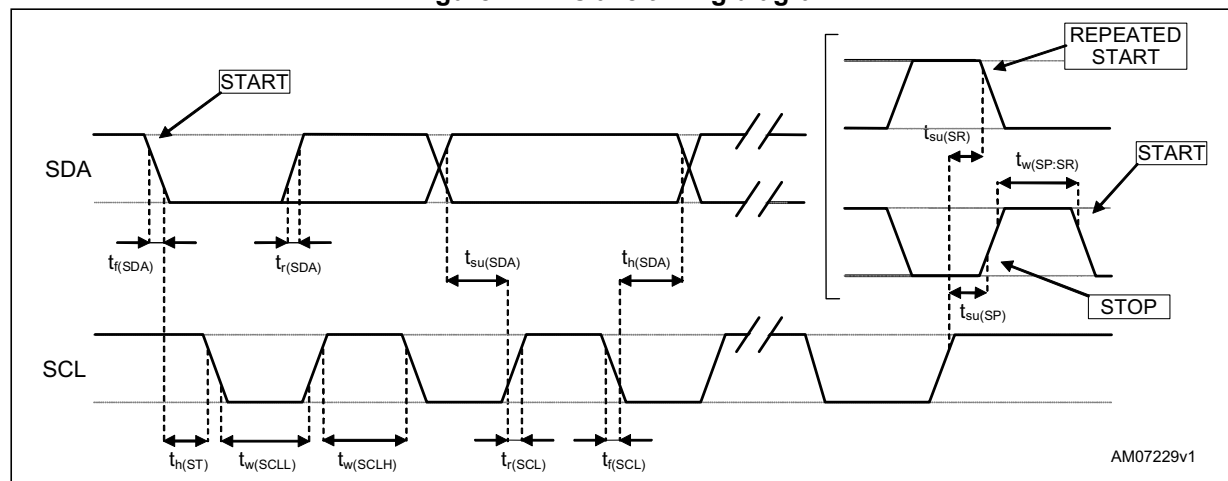 START
REPEATED
START
SDA
tsu(SR)
tw(SP:SR)
START
tf(SDA)
tr(SDA)
tsu(SDA)
th(SDA)
tsu(SP)
STOP
SCL
th(ST)
tw(SCLL)
tw(SCLH)
tr(SCL)
tf(SCL)
AM07229v1